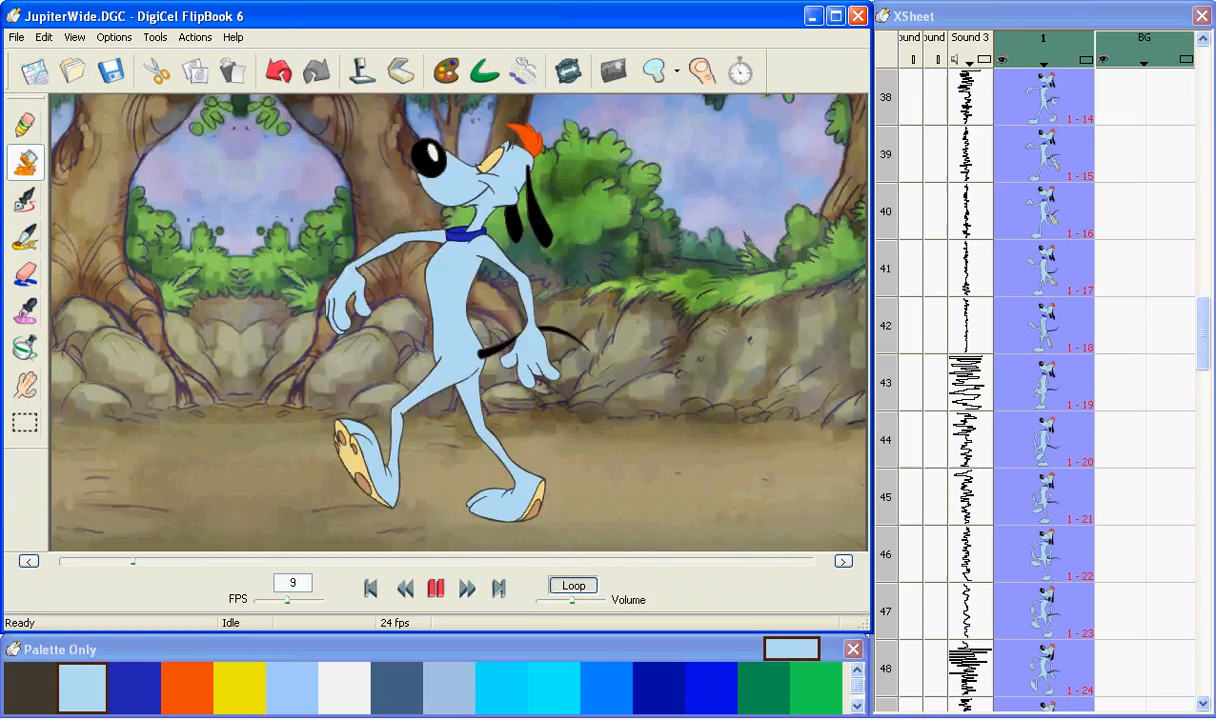 JupiterWide.DGC - DigiCel FlipBook 6
File Edit View Options Tools Actions Help
9
FPS
Loop
Volume
Ready Idle 24 fps
Palette Only
XSheet
ound ound Sound 3 1 BG
38 1 - 14
39 1 - 15
40 1 - 16
41 1 - 17
42 1 - 18
43 1 - 19
44 1 - 20
45 1 - 21
46 1 - 22
47 1 - 23
48 1 - 24